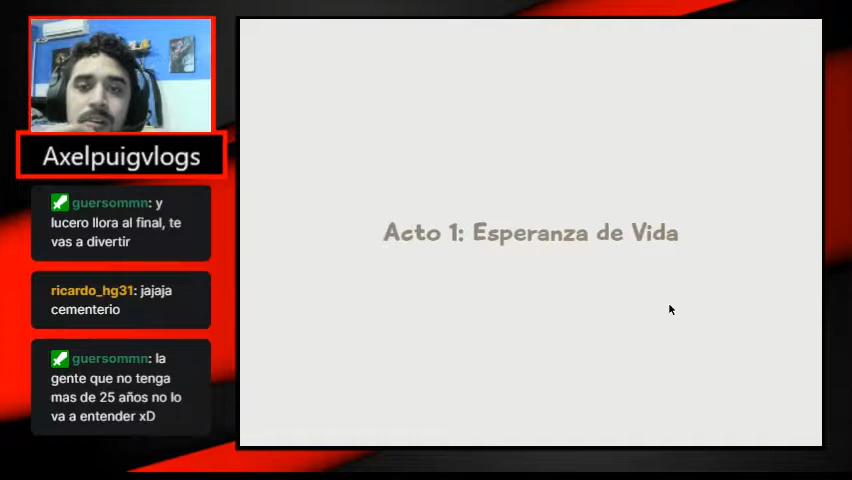 Axelpuigvlogs
guersommn: y
lucero llora al final, te
vas a divertir
ricardo_hg31: jajaja
cementerio
guersommn: la
gente que no tenga
mas de 25 años no lo
va a entender xD
Acto 1: Esperanza de Vida